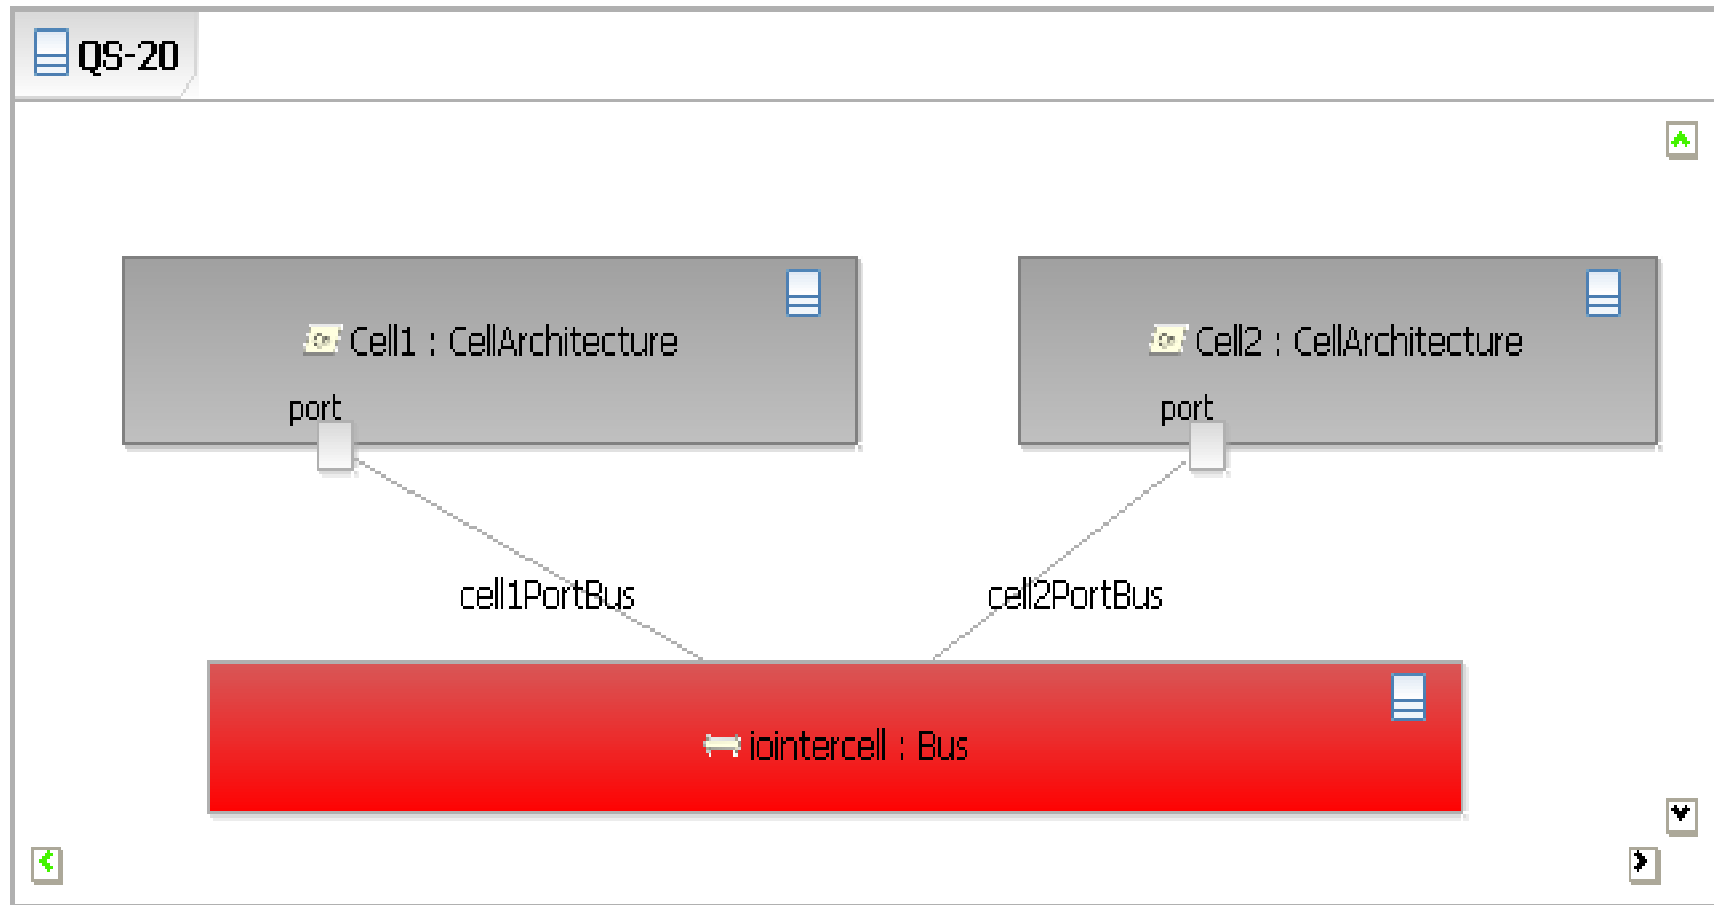 QS-20
Cell1 : CellArchitecture
Cell2 : CellArchitecture
port
port
cell1PortBus
cell2PortBus
iointercell : Bus